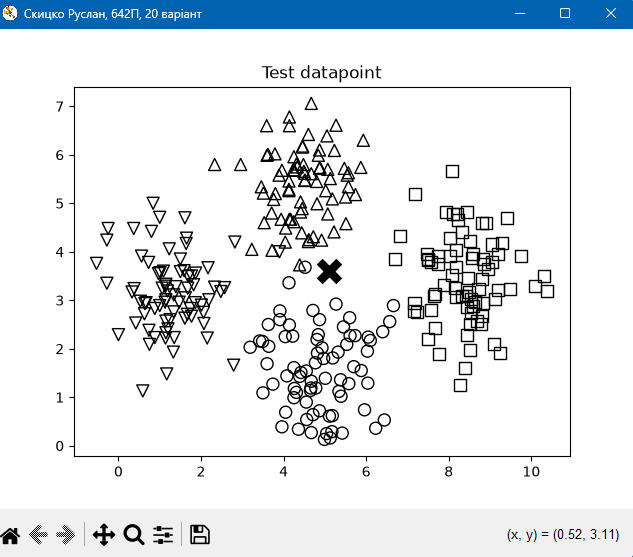 Скицко Руслан, 642П, 20 варіант
Test datapoint
7
6
5
4
3
2
1
0
0 2 4 6 8 10
(x, y) = (0.52, 3.11)